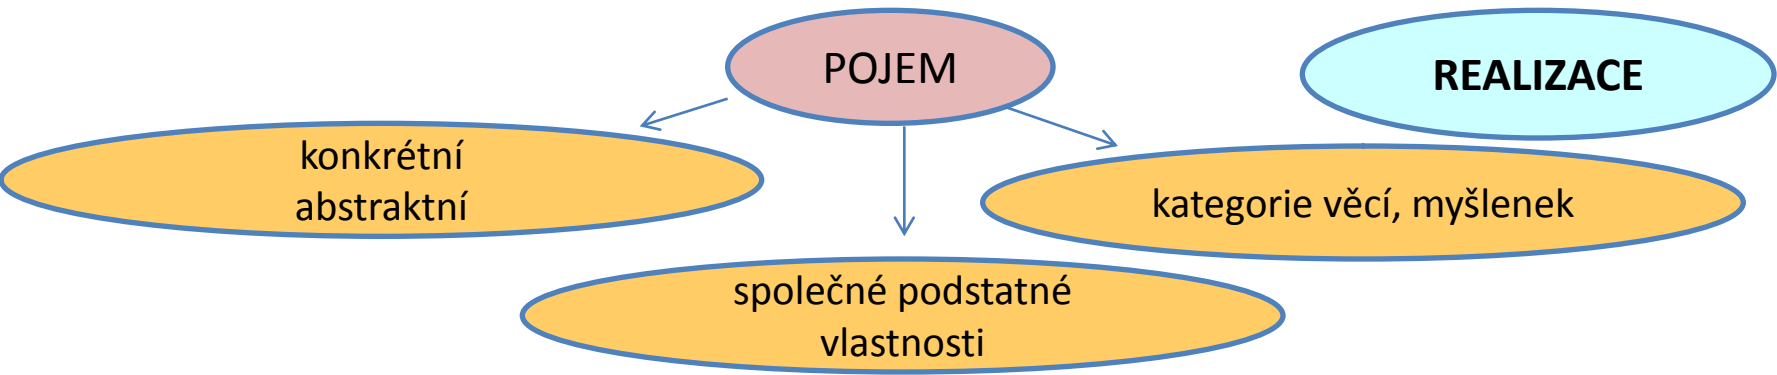 POJEM
REALIZACE
konkrétní
abstraktní
kategorie věcí, myšlenek
společné podstatné
vlastnosti